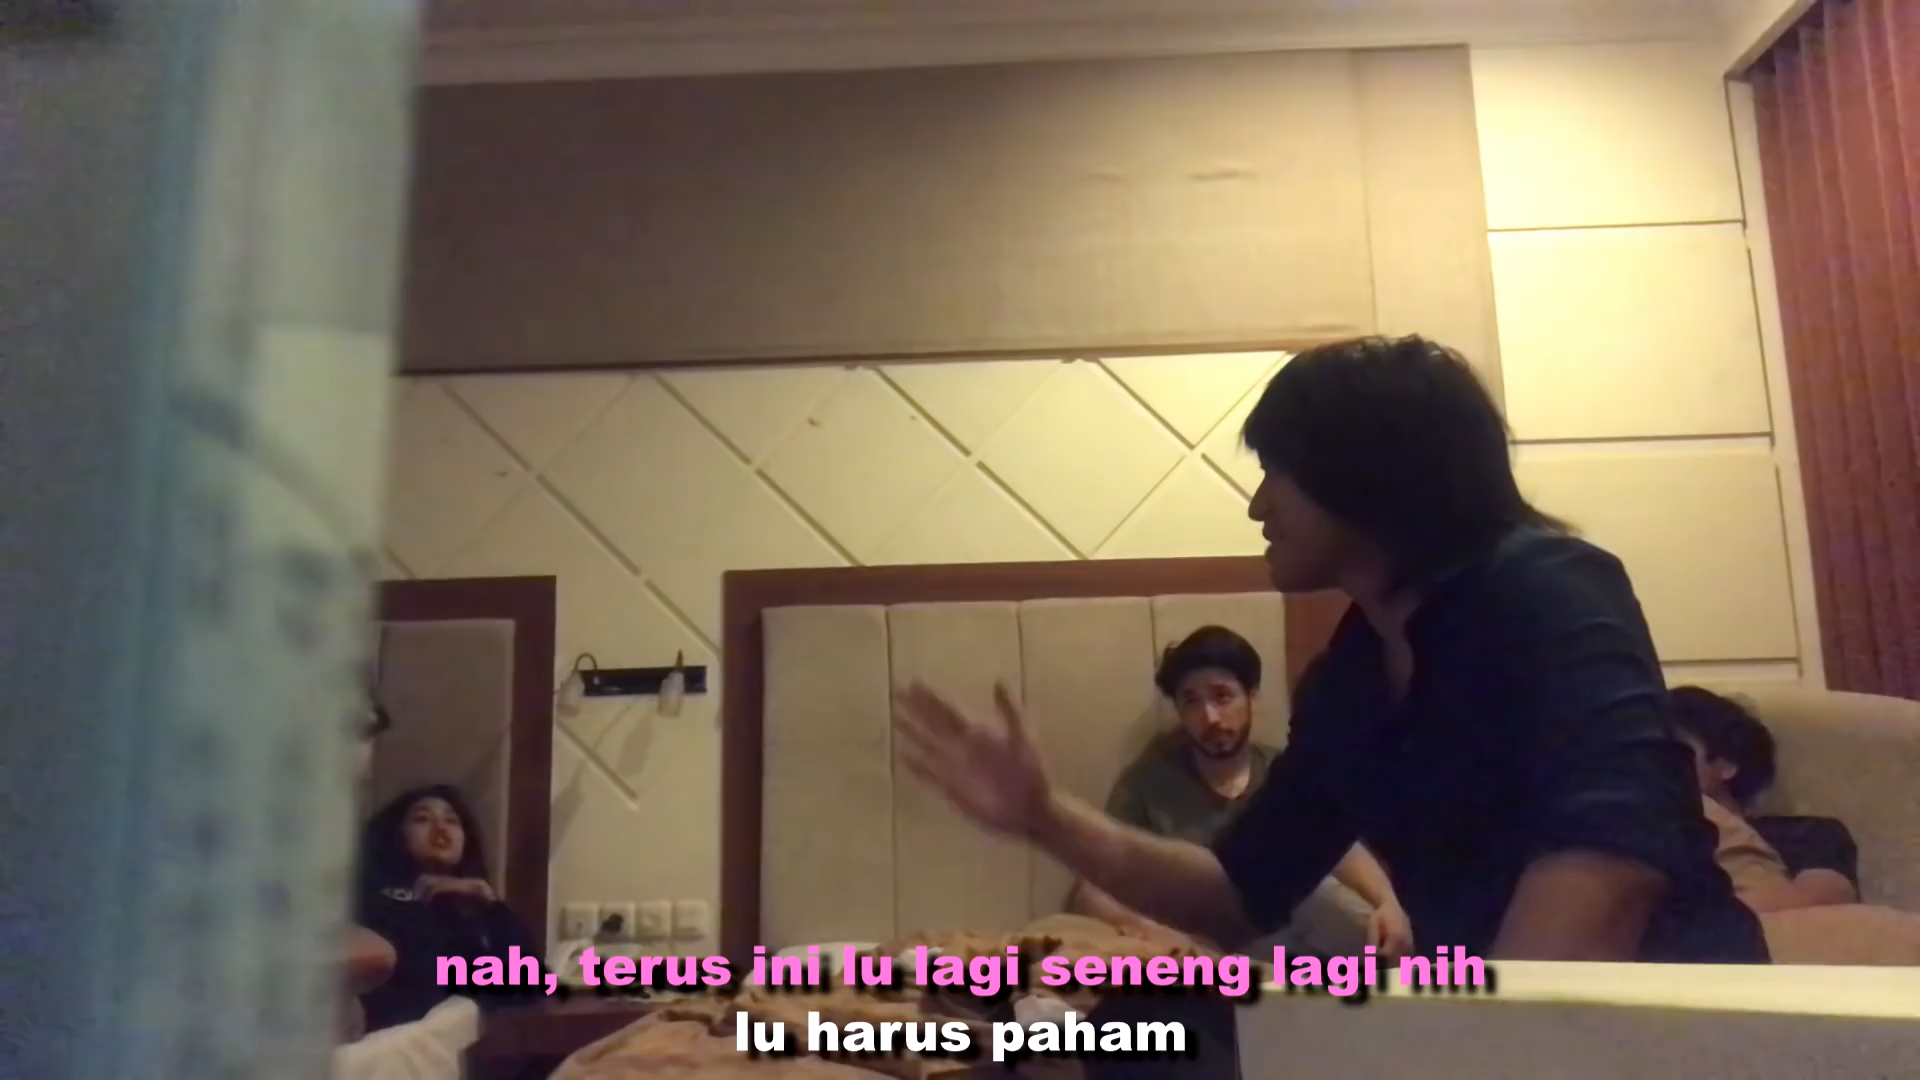 nah, terus ini lu lagi seneng lagi nih
lu harus paham